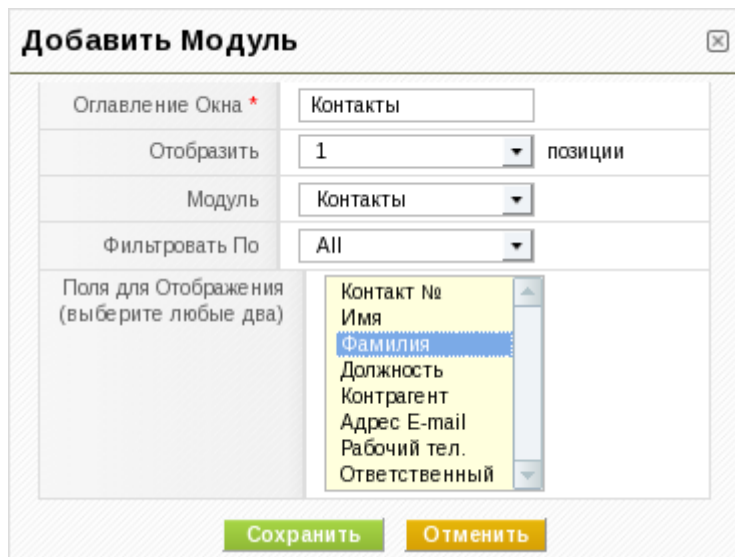 Добавить Модуль
Оглавление Окна * Контакты
Отобразить 1 позиции
Модуль Контакты
Фильтровать По All
Поля для Отображения
(выберите любые два)
Контакт №
Имя
Фамилия
Должность
Контрагент
Адрес E-mail
Рабочий тел.
Ответственный
Сохранить Отменить